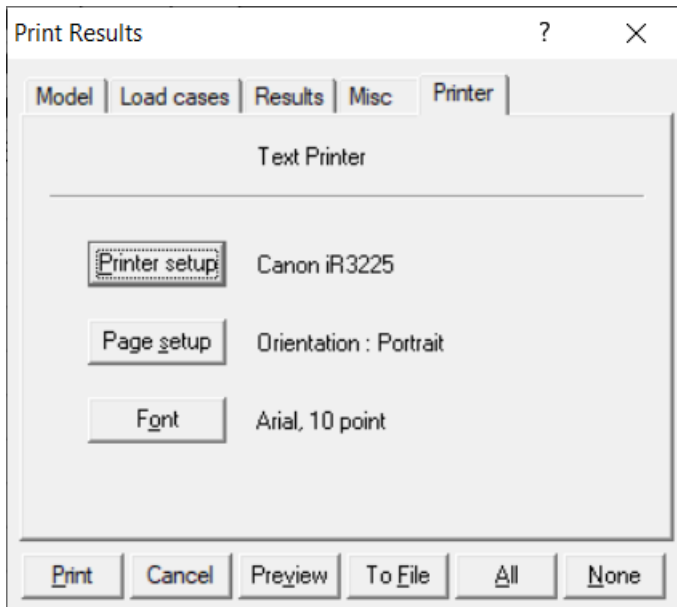 Print Results ?
Model Load cases Results Misc Printer
Text Printer
Printer setup Canon iR3225
Page setup Orientation : Portrait
Font Arial, 10 point
Print Cancel Preview To File All None